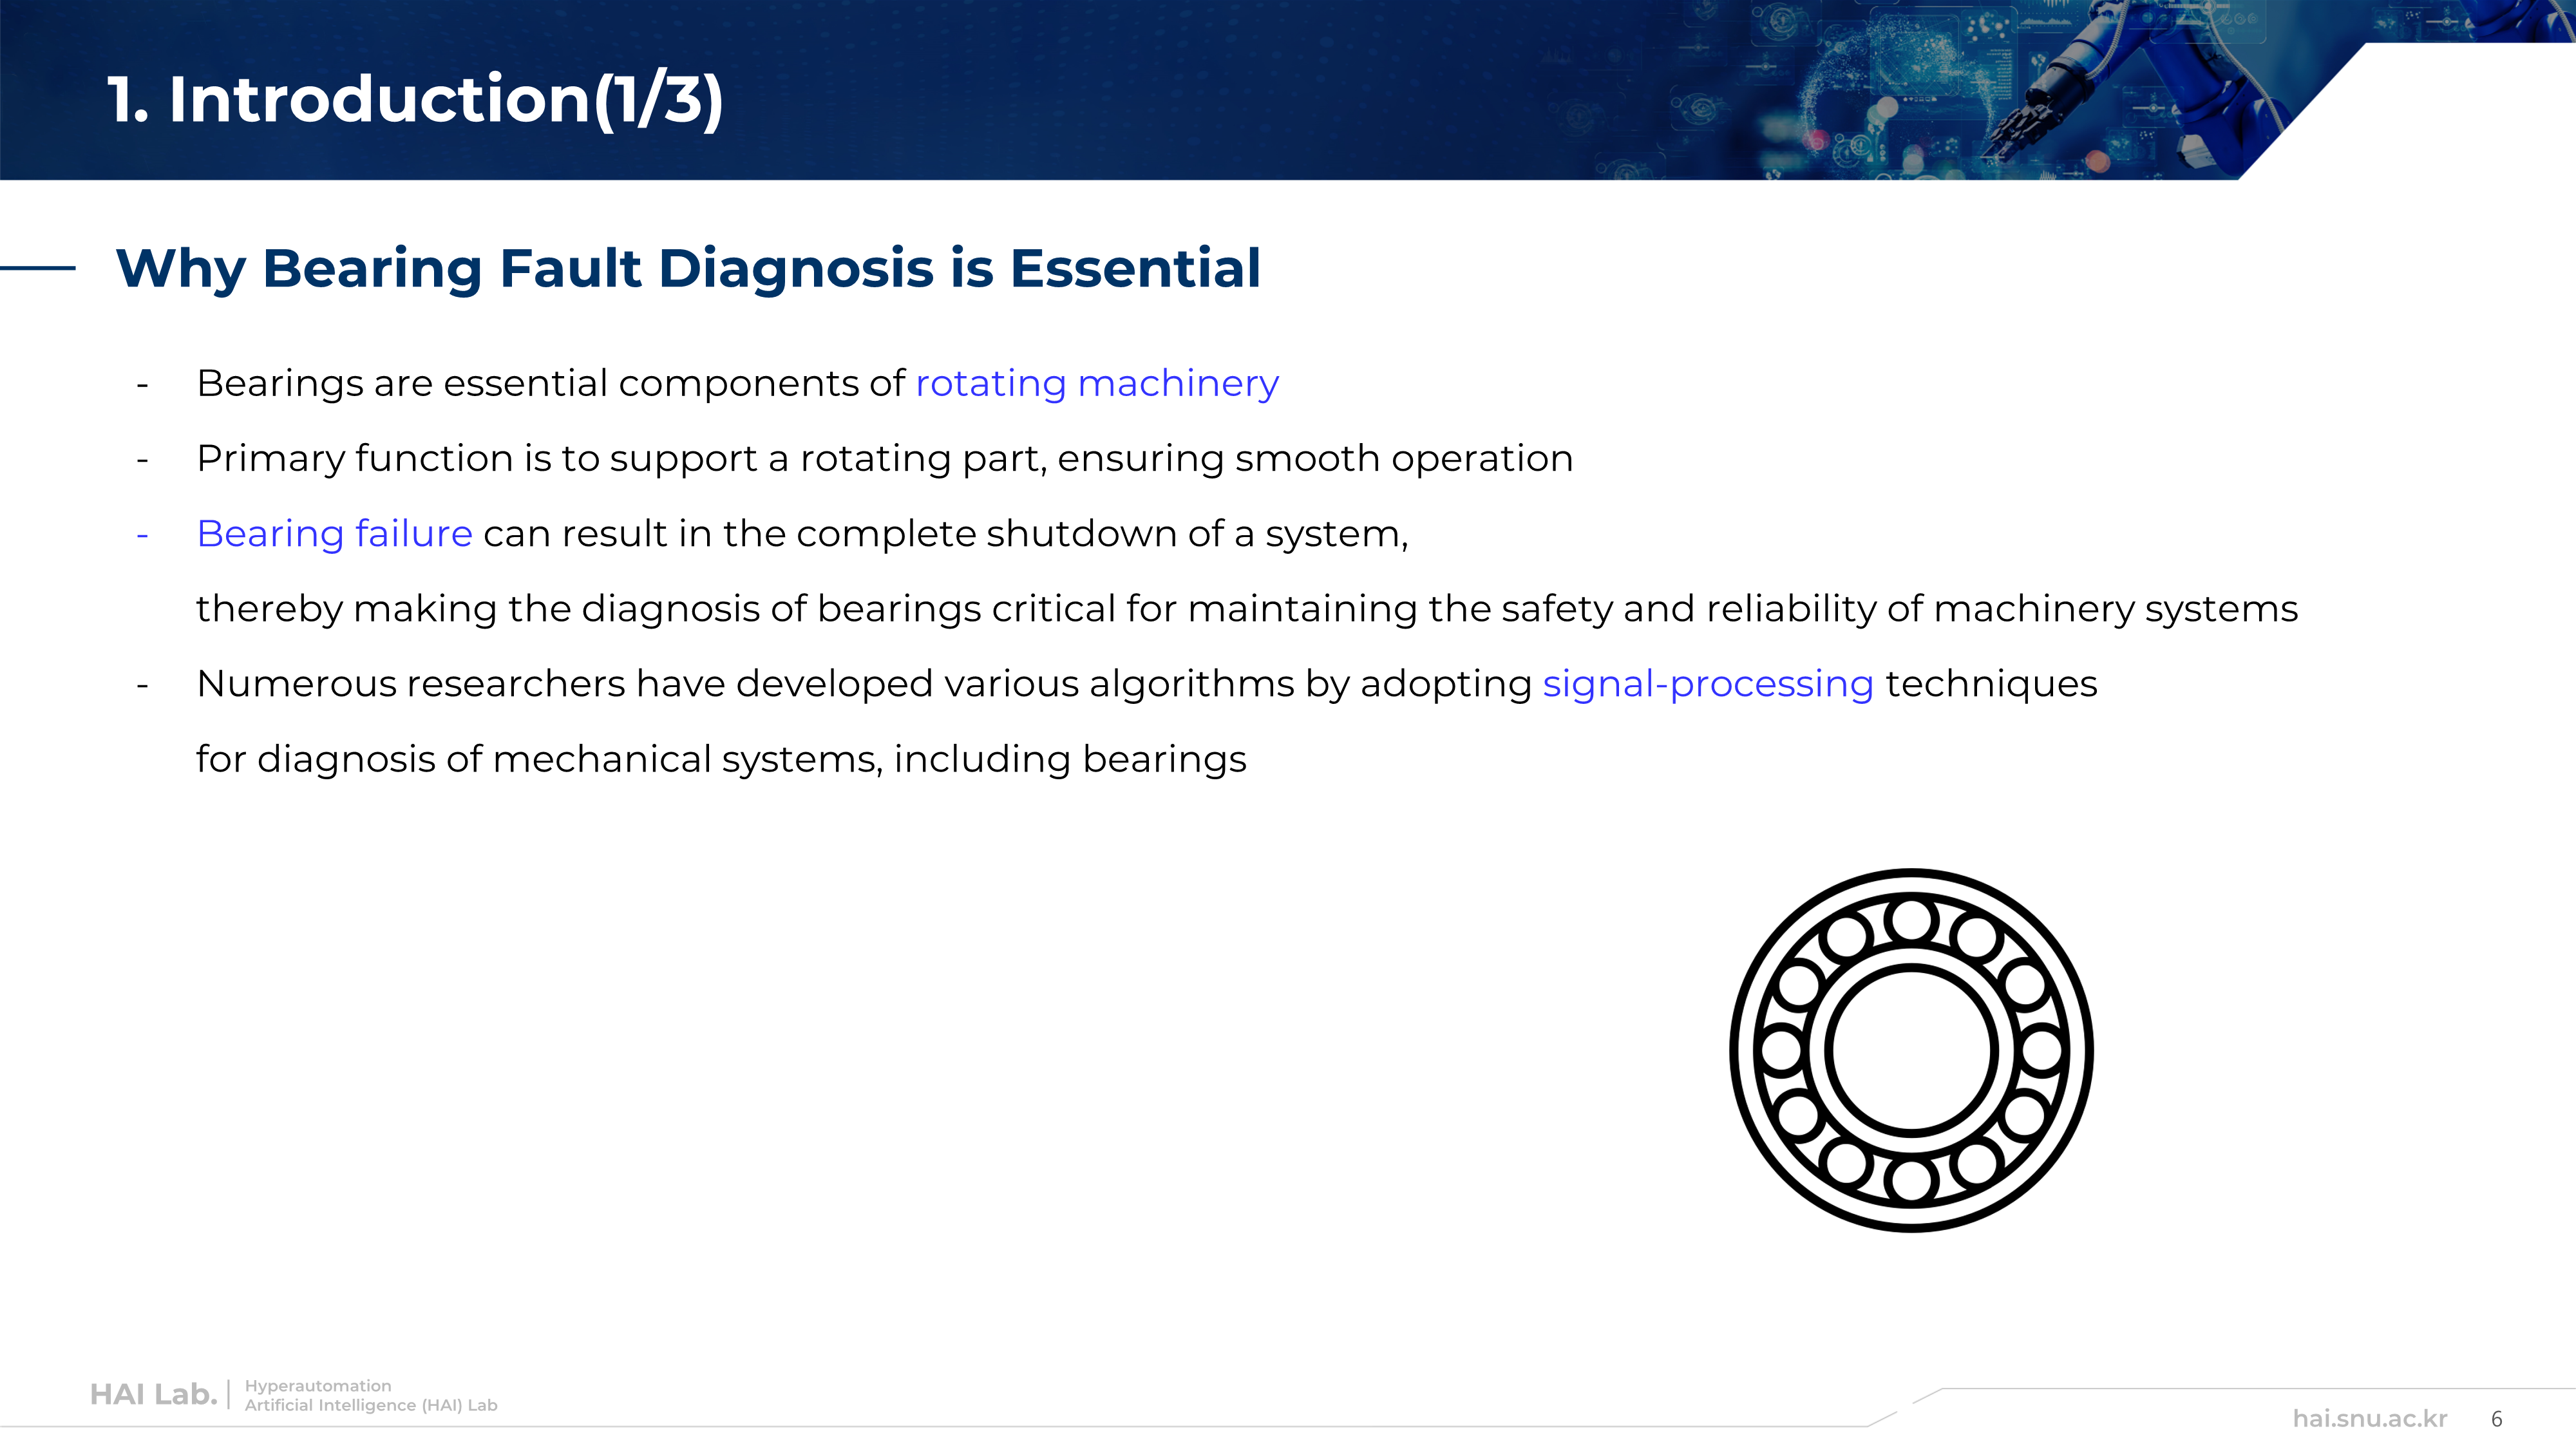 1. Introduction(1/3)
Why Bearing Fault Diagnosis is Essential
- Bearings are essential components of rotating machinery
- Primary function is to support a rotating part, ensuring smooth operation
- Bearing failure can result in the complete shutdown of a system,
thereby making the diagnosis of bearings critical for maintaining the safety and reliability of machinery systems
- Numerous researchers have developed various algorithms by adopting signal-processing techniques
for diagnosis of mechanical systems, including bearings
HAI Lab.
Hyperautomation
Artificial Intelligence (HAI) Lab
hai.snu.ac.kr
6